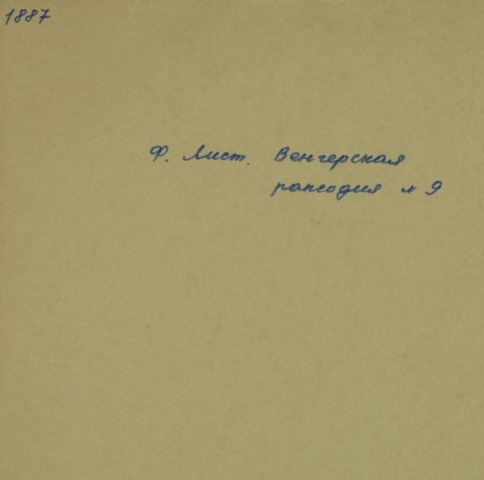 1887
Ф. Лист. Венгерская
рапсодия № 9